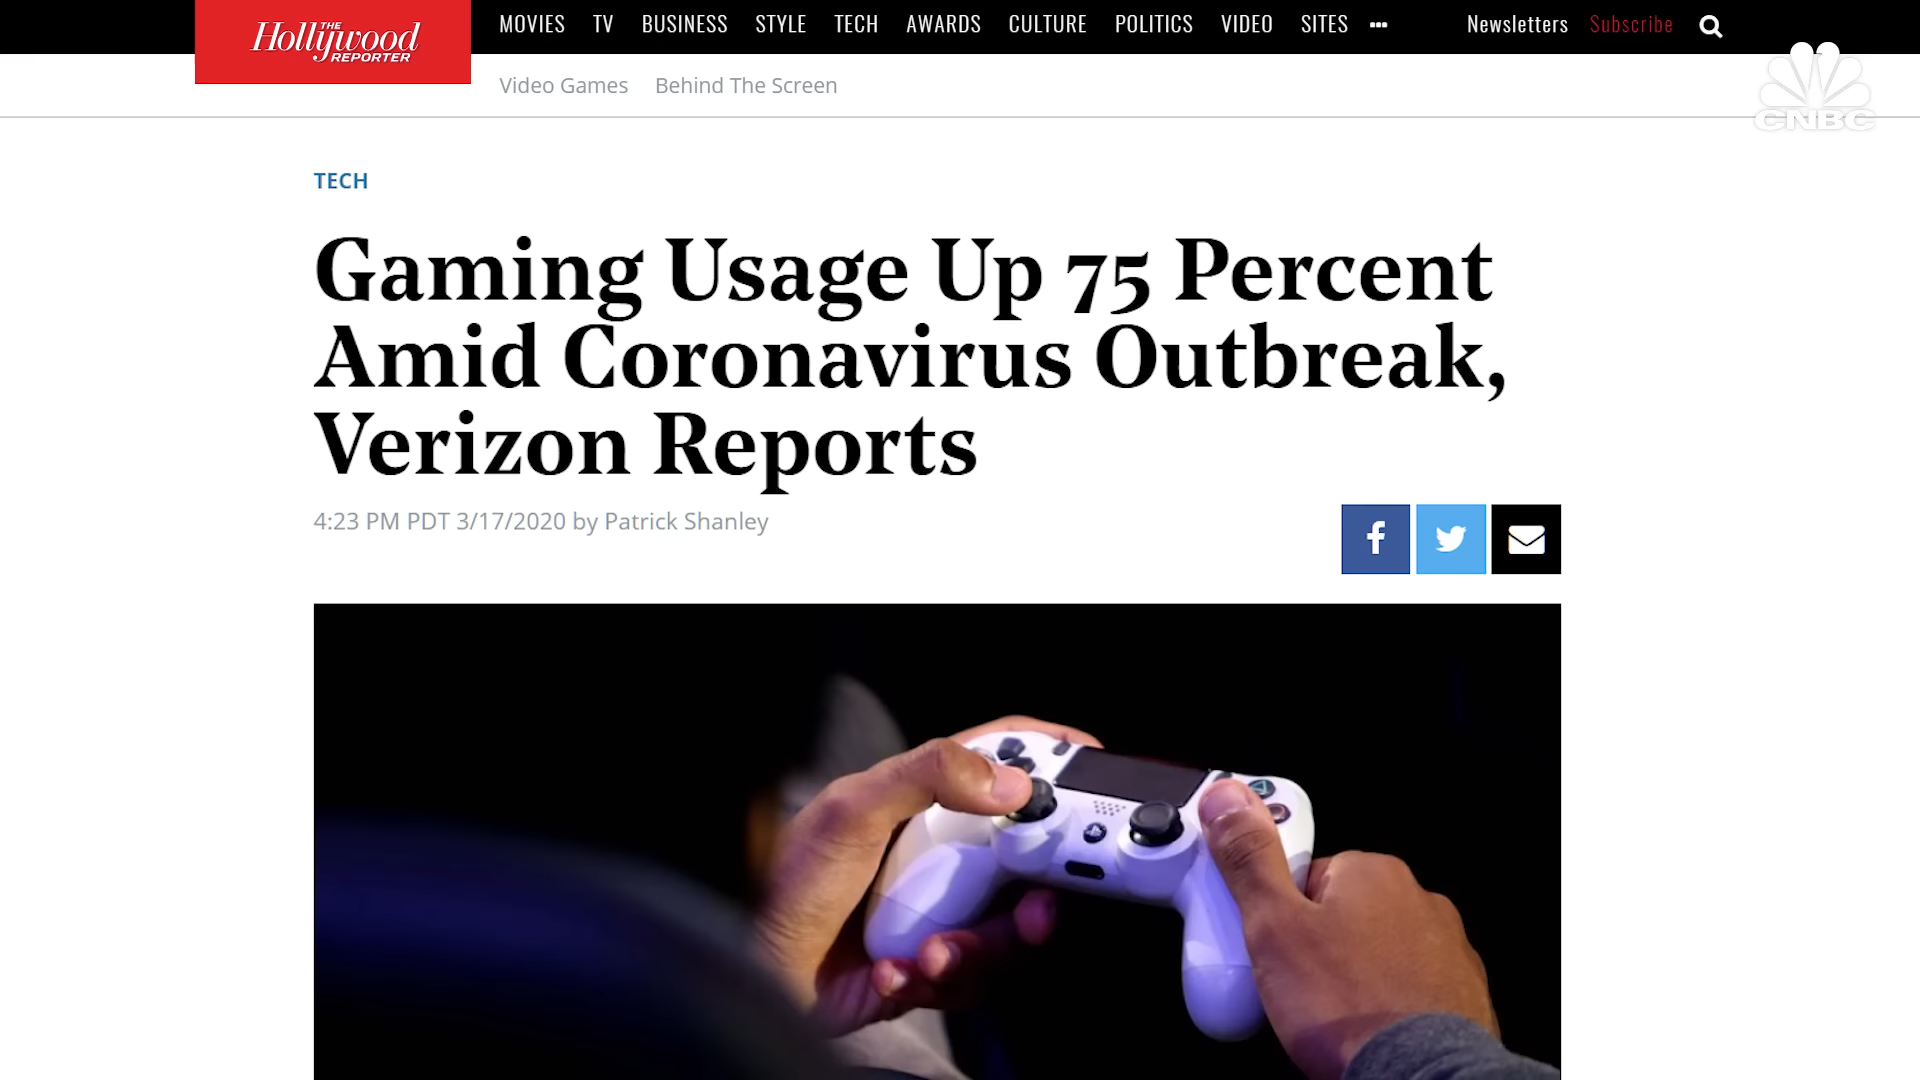 THE
Hollywood
REPORTER
MOVIES TV BUSINESS STYLE TECH AWARDS CULTURE POLITICS VIDEO SITES ••• Newsletters Subscribe
Video Games Behind The Screen
CNBC
TECH
Gaming Usage Up 75 Percent
Amid Coronavirus Outbreak,
Verizon Reports
4:23 PM PDT 3/17/2020 by Patrick Shanley